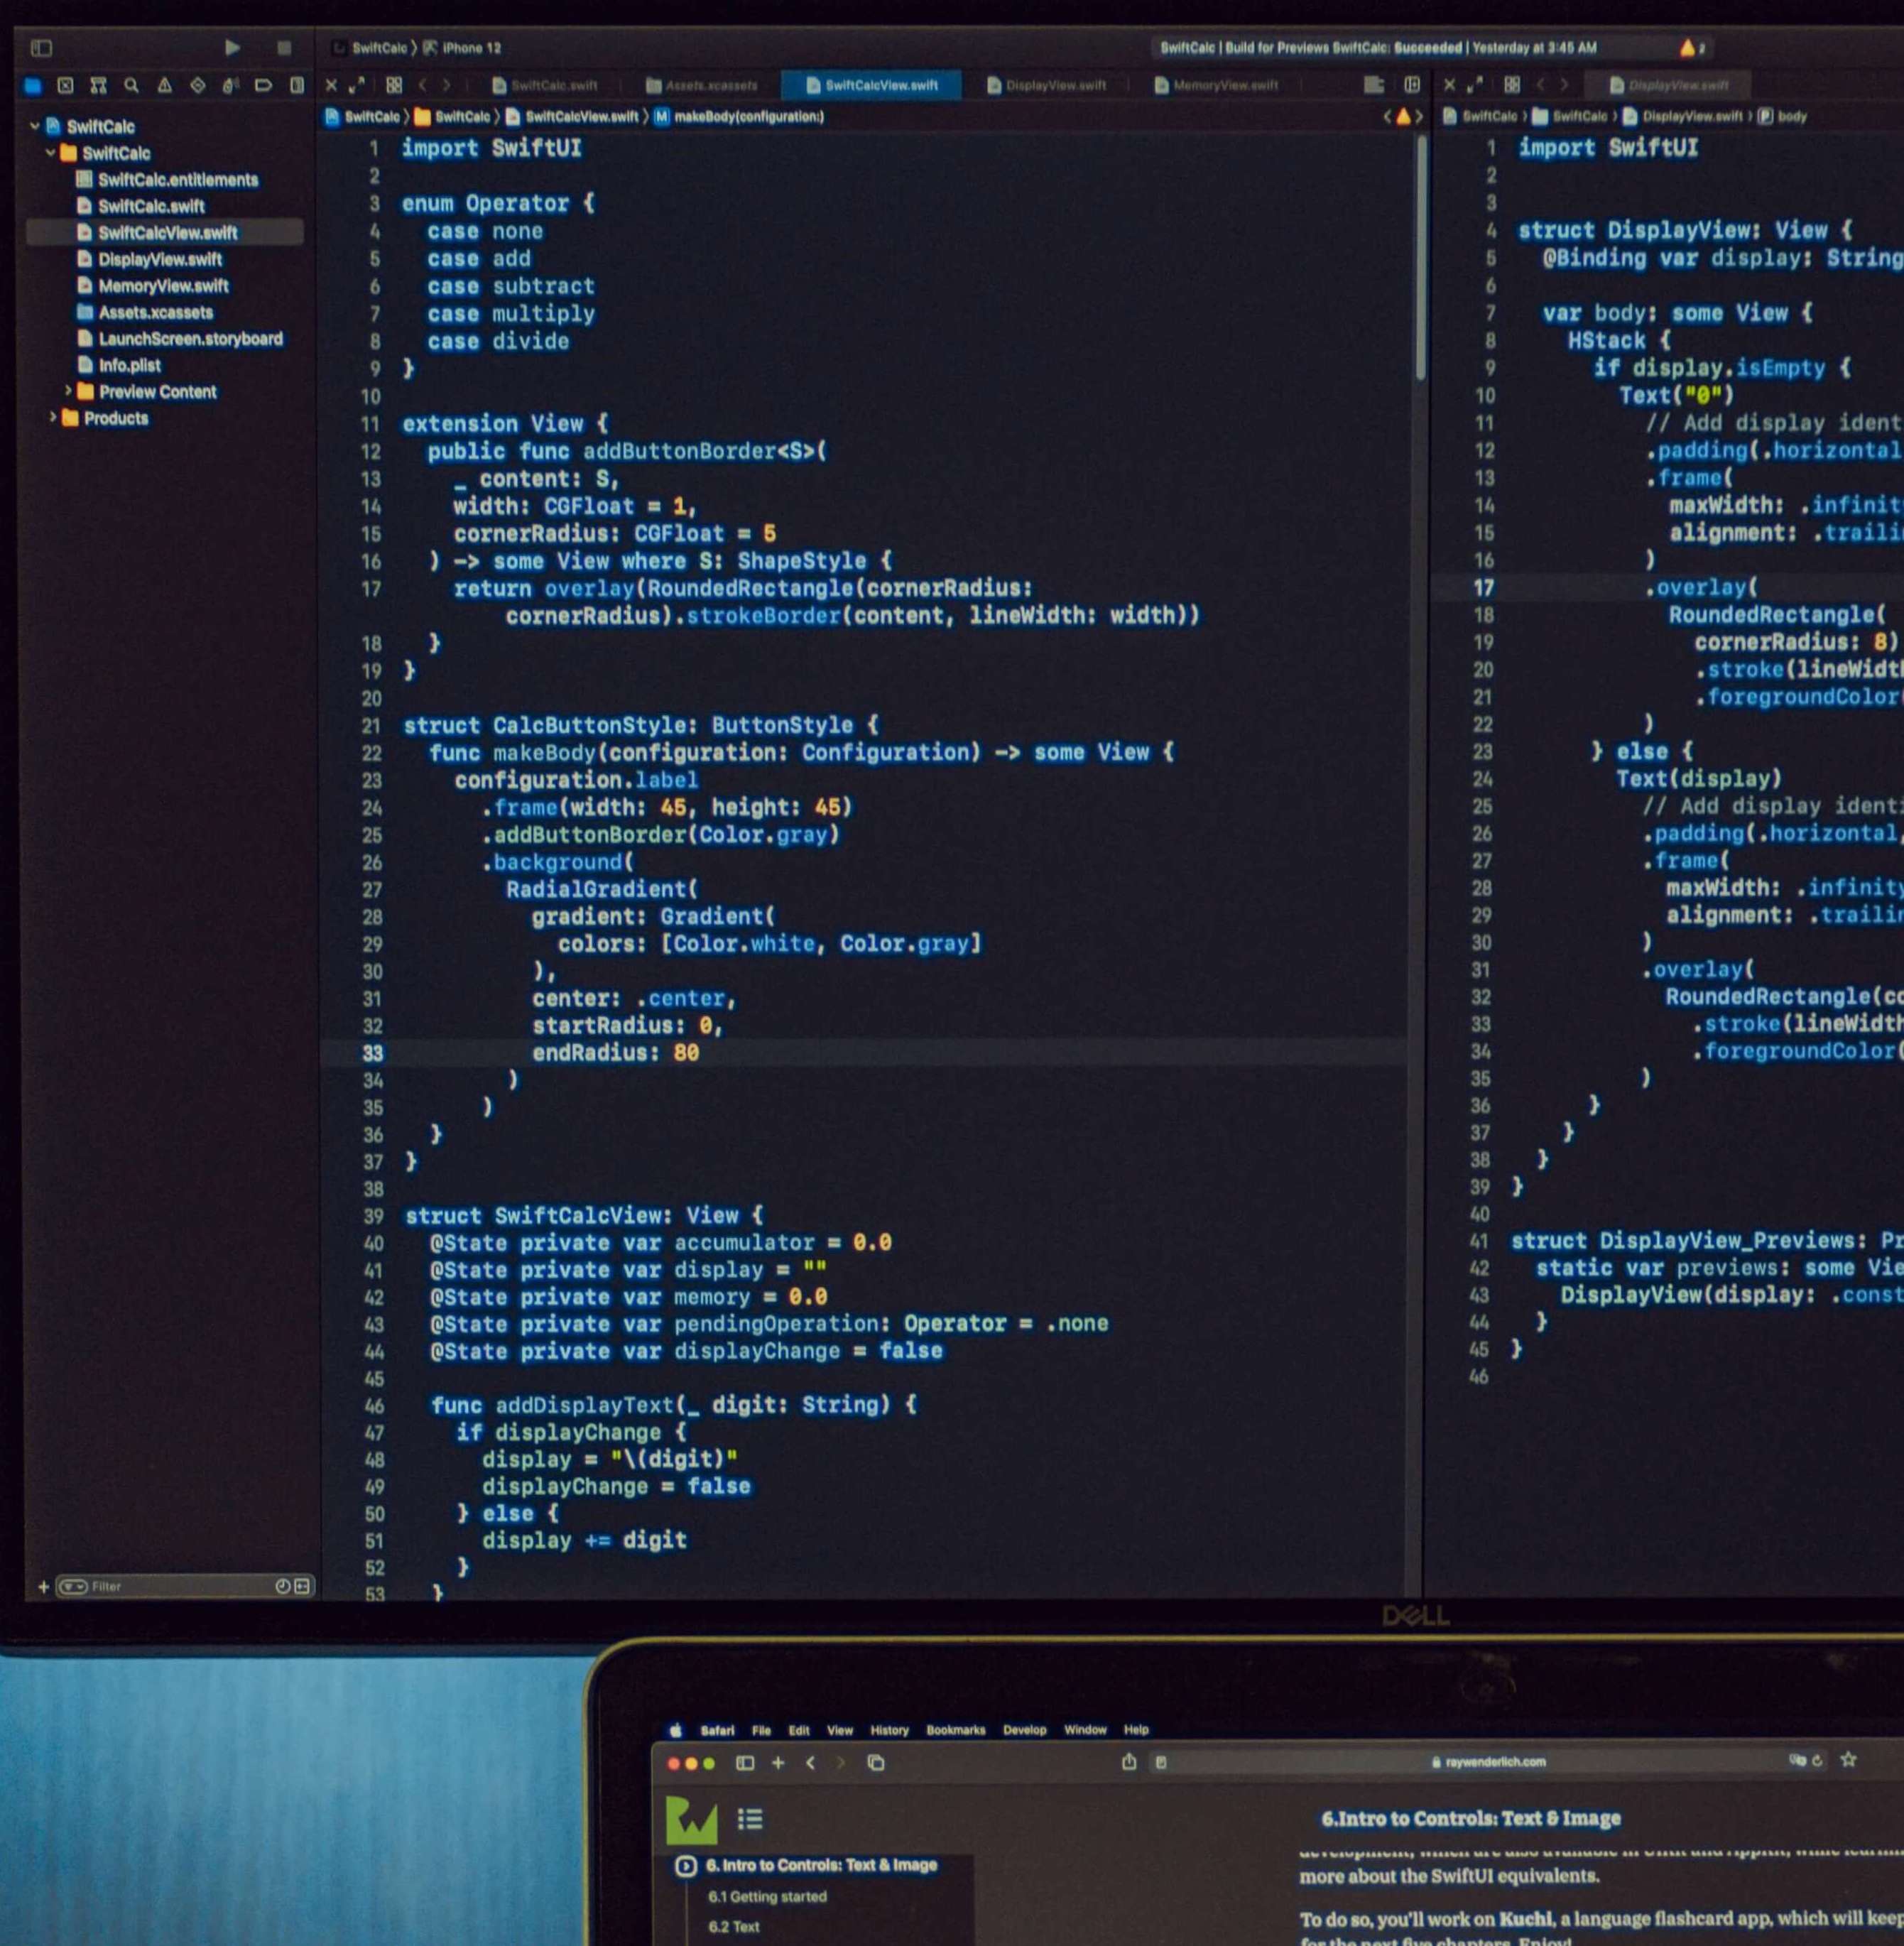 SwiftCalc iPhone 12
SwiftCalc | Build for Previews SwiftCalc: Succeeded | Yesterday at 3:45 AM 2
SwiftCalc.swift Assets.xcassets SwiftCalcView.swift DisplayView.swift MemoryView.swift
SwiftCalc SwiftCalc SwiftCalcView.swift M makeBody(configuration:)
SwiftCalc
SwiftCalc
SwiftCalc.entitlements
SwiftCalc.swift
SwiftCalcView.swift
DisplayView.swift
MemoryView.swift
Assets.xcassets
LaunchScreen.storyboard
Info.plist
Preview Content
Products
Filter
1 import SwiftUI
2
3 enum Operator {
4 case none
5 case add
6 case subtract
7 case multiply
8 case divide
9 }
10
11 extension View {
12 public func addButtonBorder<S>(
13 _ content: S,
14 width: CGFloat = 1,
15 cornerRadius: CGFloat = 5
16 ) -> some View where S: ShapeStyle {
17 return overlay(RoundedRectangle(cornerRadius:
cornerRadius).strokeBorder(content, lineWidth: width))
18 }
19 }
20
21 struct CalcButtonStyle: ButtonStyle {
22 func makeBody(configuration: Configuration) -> some View {
23 configuration.label
24 .frame(width: 45, height: 45)
25 .addButtonBorder(Color.gray)
26 .background(
27 RadialGradient(
28 gradient: Gradient(
29 colors: [Color.white, Color.gray]
30 ),
31 center: .center,
32 startRadius: 0,
33 endRadius: 80
34 )
35 )
36 }
37 }
38
39 struct SwiftCalcView: View {
40 @State private var accumulator = 0.0
41 @State private var display = ""
42 @State private var memory = 0.0
43 @State private var pendingOperation: Operator = .none
44 @State private var displayChange = false
45
46 func addDisplayText(_ digit: String) {
47 if displayChange {
48 display = "\(digit)"
49 displayChange = false
50 } else {
51 display += digit
52 }
53 }
DisplayView.swift
SwiftCalc SwiftCalc DisplayView.swift P body
1 import SwiftUI
2
3
4 struct DisplayView: View {
5 @Binding var display: String
6
7 var body: some View {
8 HStack {
9 if display.isEmpty {
10 Text("0")
11 // Add display ident
12 .padding(.horizontal
13 .frame(
14 maxWidth: .infinit
15 alignment: .traili
16 )
17 .overlay(
18 RoundedRectangle(
19 cornerRadius: 8)
20 .stroke(lineWidth
21 .foregroundColor
22 )
23 } else {
24 Text(display)
25 // Add display identi
26 .padding(.horizontal,
27 .frame(
28 maxWidth: .infinity
29 alignment: .trailin
30 )
31 .overlay(
32 RoundedRectangle(co
33 .stroke(lineWidth
34 .foregroundColor(
35 )
36 }
37 }
38 }
39 }
40
41 struct DisplayView_Previews: Pr
42 static var previews: some Vie
43 DisplayView(display: .const
44 }
45 }
46
DELL
Safari File Edit View History Bookmarks Develop Window Help
raywenderlich.com
6.Intro to Controls: Text & Image
6. Intro to Controls: Text & Image
6.1 Getting started
6.2 Text
more about the SwiftUI equivalents.
To do so, you'll work on Kuchi, a language flashcard app, which will keep
for the next five chapters. Enjoy!